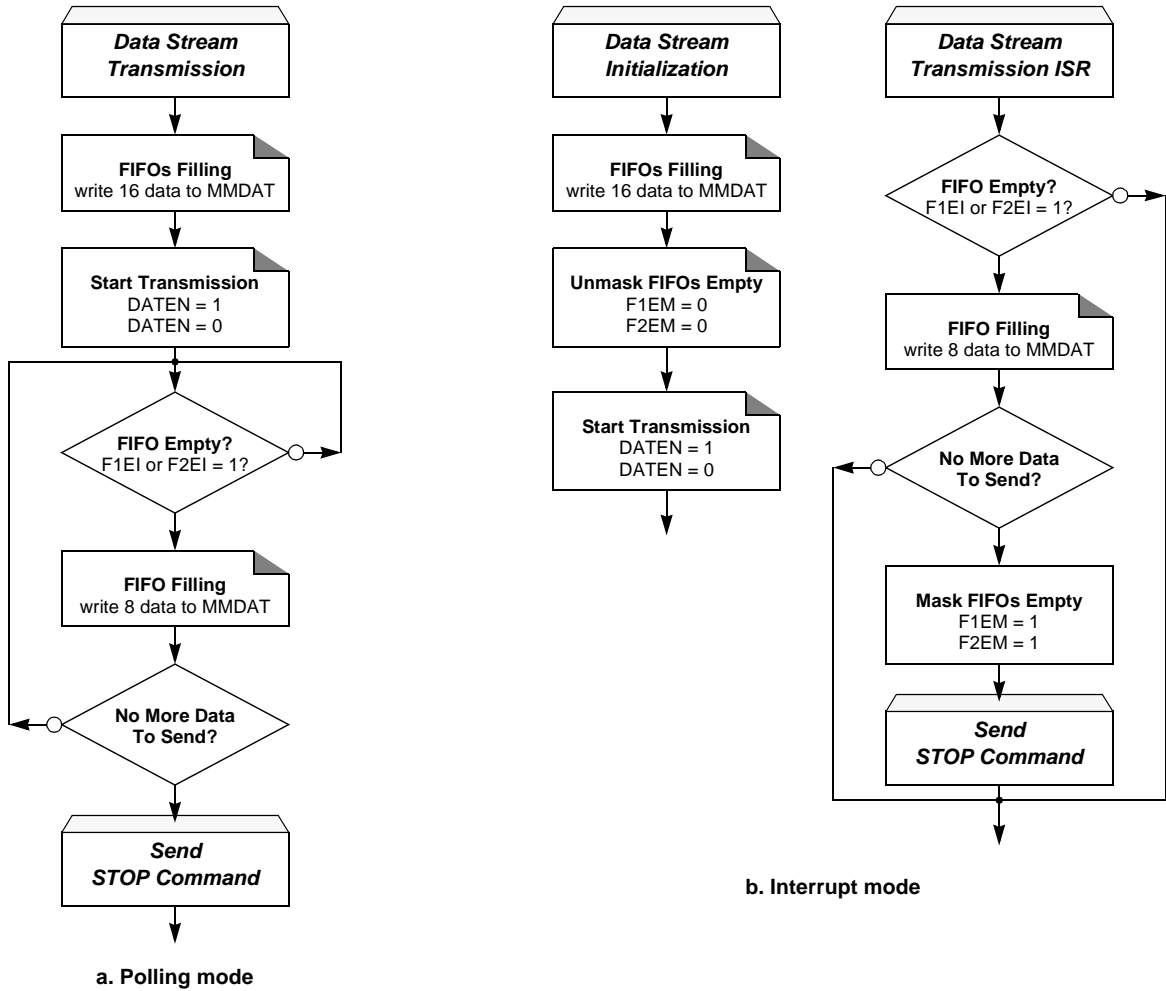 Data Stream
Transmission
FIFOs Filling
write 16 data to MMDAT
Start Transmission
DATEN = 1
DATEN = 0
FIFO Empty?
F1EI or F2EI = 1?
FIFO Filling
write 8 data to MMDAT
No More Data
To Send?
Send
STOP Command
a. Polling mode
Data Stream
Initialization
FIFOs Filling
write 16 data to MMDAT
Unmask FIFOs Empty
F1EM = 0
F2EM = 0
Start Transmission
DATEN = 1
DATEN = 0
Data Stream
Transmission ISR
FIFO Empty?
F1EI or F2EI = 1?
FIFO Filling
write 8 data to MMDAT
No More Data
To Send?
Mask FIFOs Empty
F1EM = 1
F2EM = 1
Send
STOP Command
b. Interrupt mode